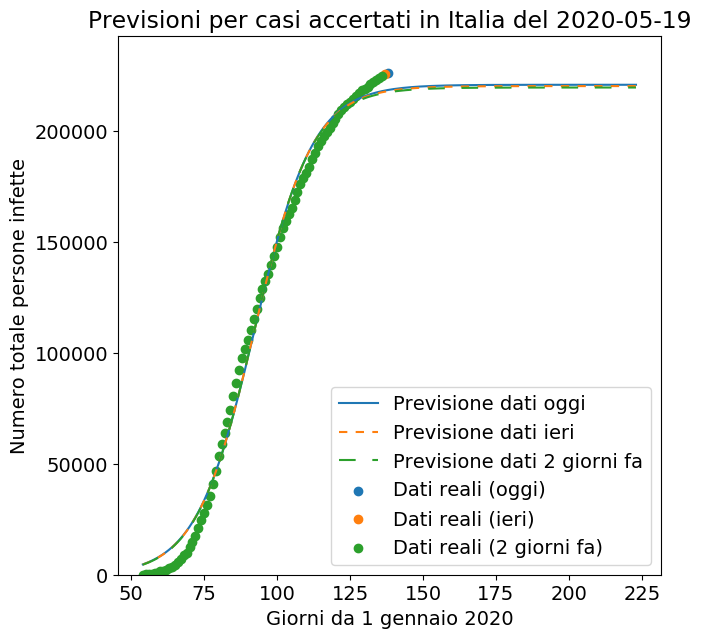 Previsioni per casi accertati in Italia del 2020-05-19
Numero totale persone infette
200000
150000
100000
50000
0
50 75 100 125 150 175 200 225
Giorni da 1 gennaio 2020
Previsione dati oggi
Previsione dati ieri
Previsione dati 2 giorni fa
Dati reali (oggi)
Dati reali (ieri)
Dati reali (2 giorni fa)